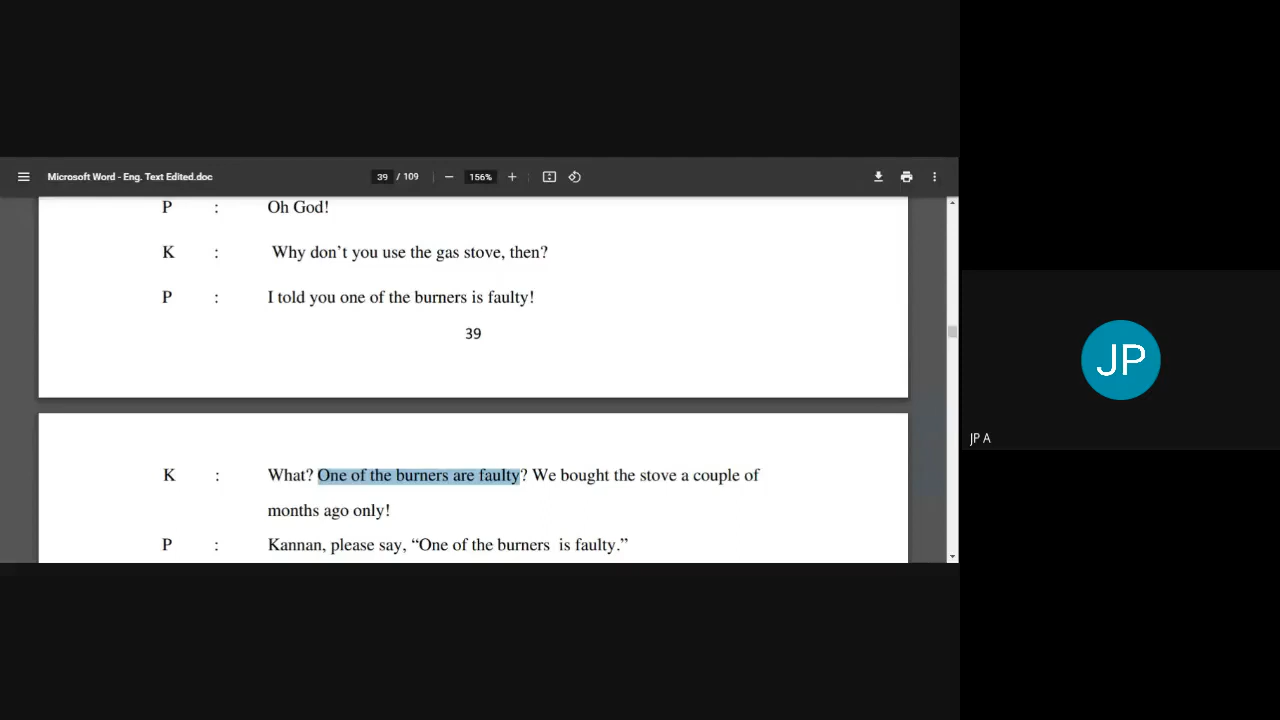 Microsoft Word - Eng. Text Edited.doc 39 / 109 156%
P : Oh God!
K : Why don’t you use the gas stove, then?
P : I told you one of the burners is faulty!
39
K : What? One of the burners are faulty? We bought the stove a couple of
months ago only!
P : Kannan, please say, “One of the burners is faulty.”
JP
JP A